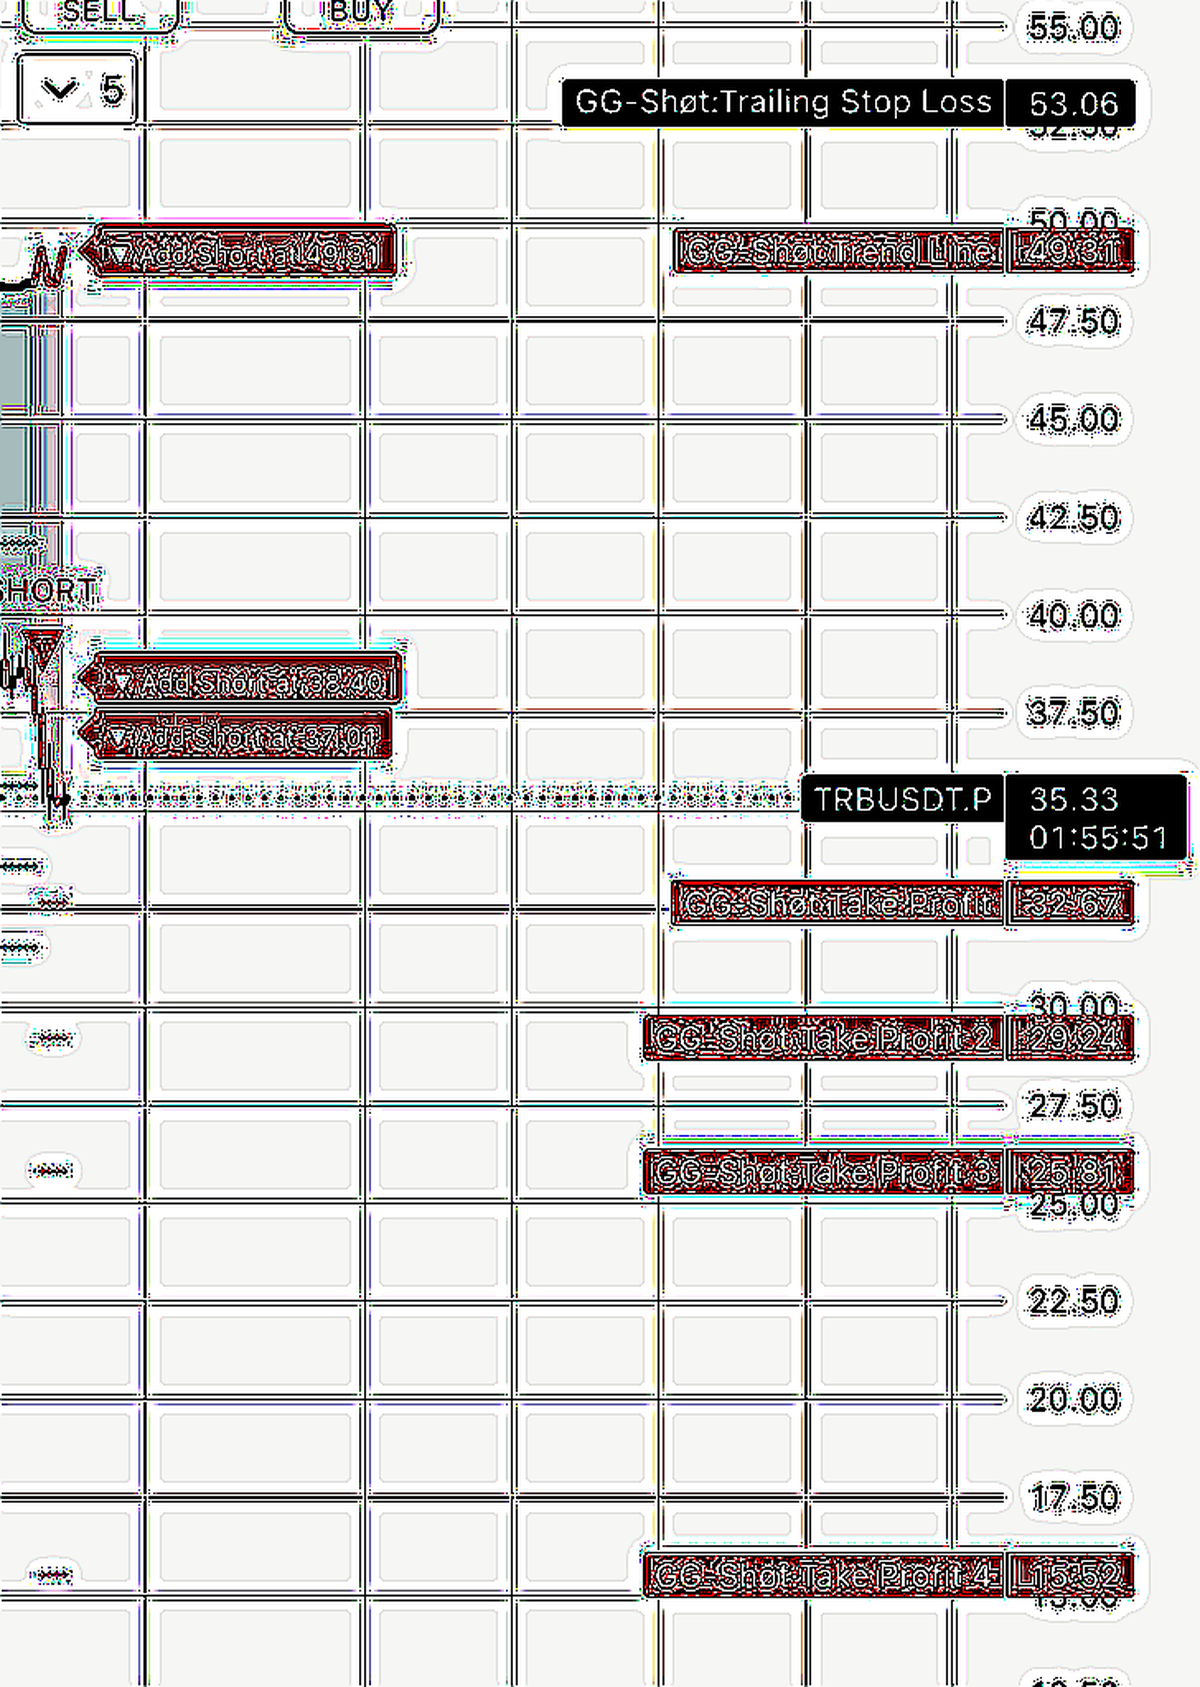 SELL BUY
5
55.00
GG-Shøt:Trailing Stop Loss 53.06
52.50
50.00
▽ Add Short at 49.31
GG-Shøt:Trend Line 49.31
47.50
45.00
42.50
SHORT
40.00
▽ Add Short at 38.40
37.50
▽ Add Short at 37.01
TRBUSDT.P 35.33
01:55:51
GG-Shøt:Take Profit 32.67
30.00
GG-Shøt:Take Profit 2 29.24
27.50
GG-Shøt:Take Profit 3 25.81
25.00
22.50
20.00
17.50
GG-Shøt:Take Profit 4 15.52
15.00